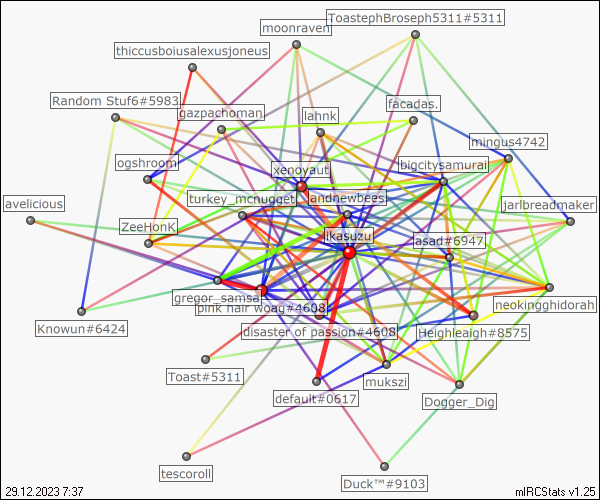 moonraven
ToastephBroseph5311#5311
thiccusboiusalexusjoneus
Random Stuf6#5983
gazpachoman
lahnk
facadas.
mingus4742
ogshroom
xenoyaut
bigcitysamurai
avelicious
turkey_mcnugget
landnewbees
jarlbreadmaker
ZeeHonK
ikasuzu
asad#6947
gregor_samsa
pink hair woag#4608
neokingghidorah
Knowun#6424
disaster of passion#4608
Heighleaigh#8575
Toast#5311
mukszi
default#0617
Dogger_Dig
tescoroll
Duck™#9103
29.12.2023 7:37
mIRCStats v1.25